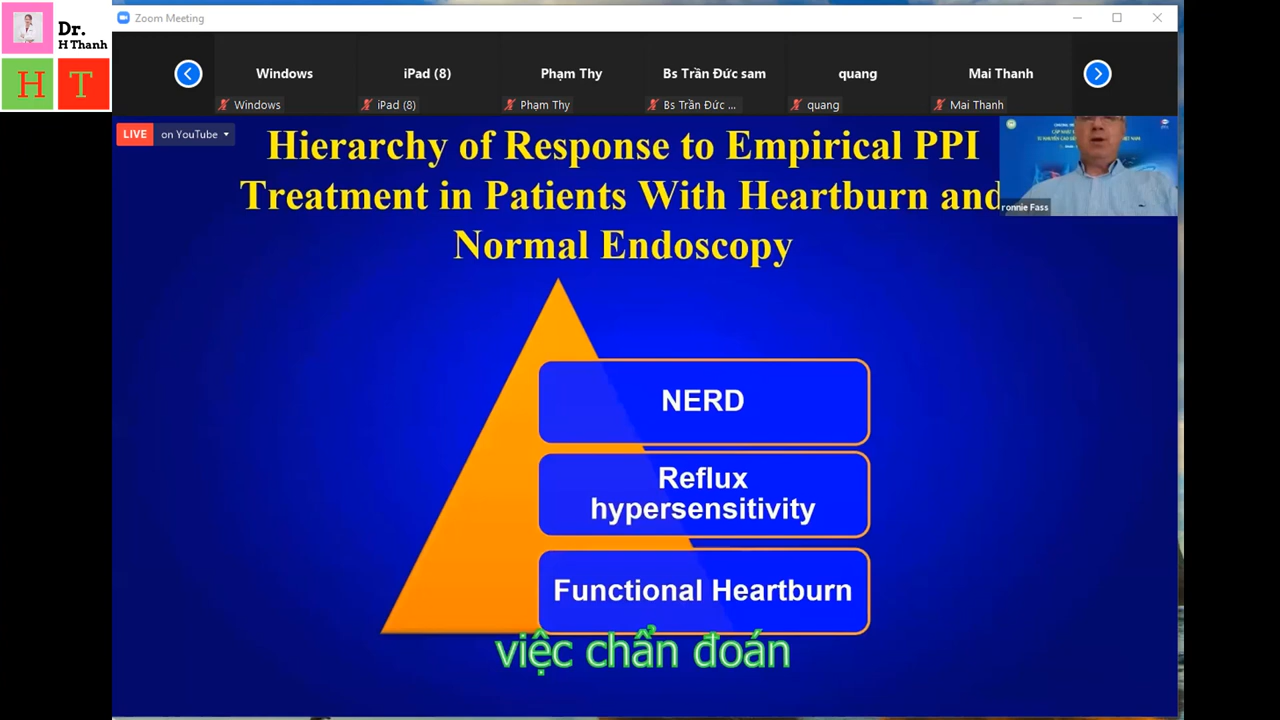 Dr.
H Thanh
H T
Zoom Meeting
Windows
iPad (8)
Phạm Thy
Bs Trần Đức sam
quang
Mai Thanh
Windows
iPad (8)
Phạm Thy
Bs Trần Đức ...
quang
Mai Thanh
LIVE on YouTube
ronnie Fass
Hierarchy of Response to Empirical PPI
Treatment in Patients With Heartburn and
Normal Endoscopy
NERD
Reflux
hypersensitivity
Functional Heartburn
việc chẩn đoán